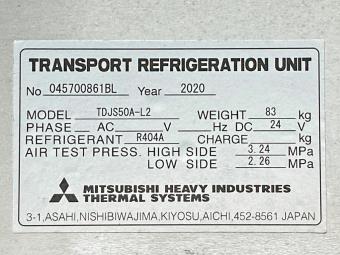 TRANSPORT REFRIGERATION UNIT
No 045700861BL Year 2020
MODEL TDJS50A-L2 WEIGHT 83 kg
PHASE AC V Hz DC 24 V
REFRIGERANT R404A CHARGE kg
AIR TEST PRESS. HIGH SIDE 3.24 MPa
LOW SIDE 2.26 MPa
MITSUBISHI HEAVY INDUSTRIES
THERMAL SYSTEMS
3-1,ASAHI,NISHIBIWAJIMA,KIYOSU,AICHI,452-8561 JAPAN